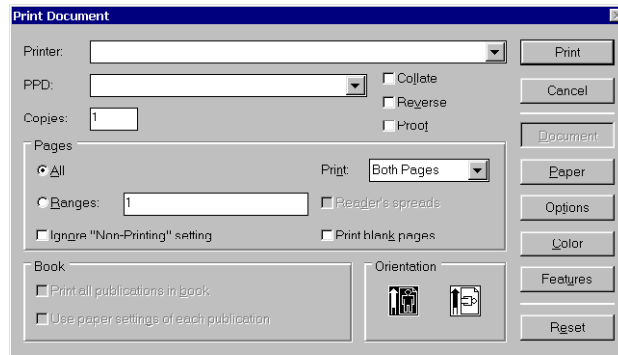 Print Document
Printer:
Print
PPD:
Collate
Cancel
Reverse
Copies: 1
Proof
Document
Pages
All
Print: Both Pages
Paper
Ranges: 1
Reader's spreads
Options
Ignore "Non-Printing" setting
Print blank pages
Color
Book
Orientation
Features
Print all publications in book
Use paper settings of each publication
Reset